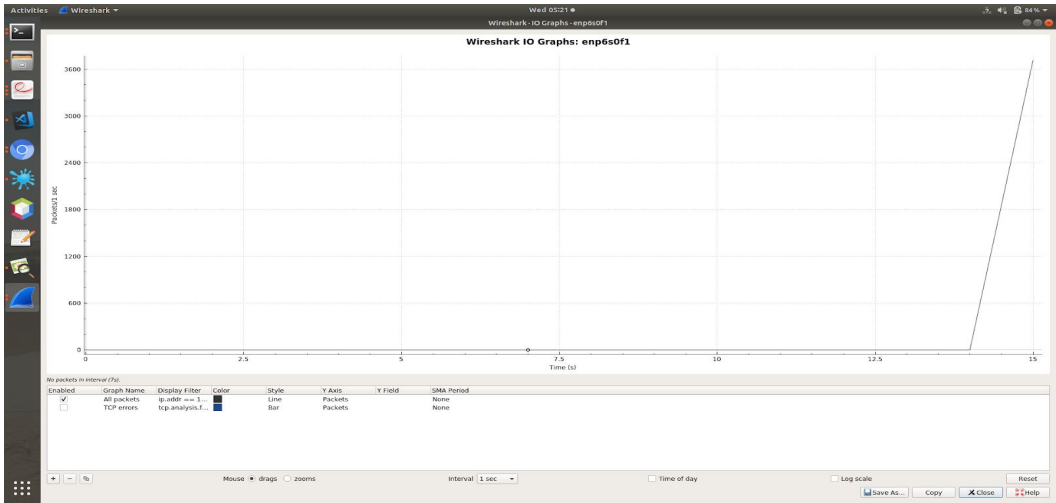 Activities Wireshark Wed 05:21 84 %
Wireshark · IO Graphs · enp6s0f1
Wireshark IO Graphs: enp6s0f1
Packets/1 sec
3600
3000
2400
1800
1200
600
0
0 2.5 5 7.5 10 12.5 15
Time (s)
No packets in interval (7s).
Enabled Graph Name Display Filter Color Style Y Axis Y Field SMA Period
All packets ip.addr == 1... Line Packets None
TCP errors tcp.analysis.f... Bar Packets None
+ − Mouse drags zooms Interval 1 sec Time of day Log scale Reset
Save As... Copy Close Help